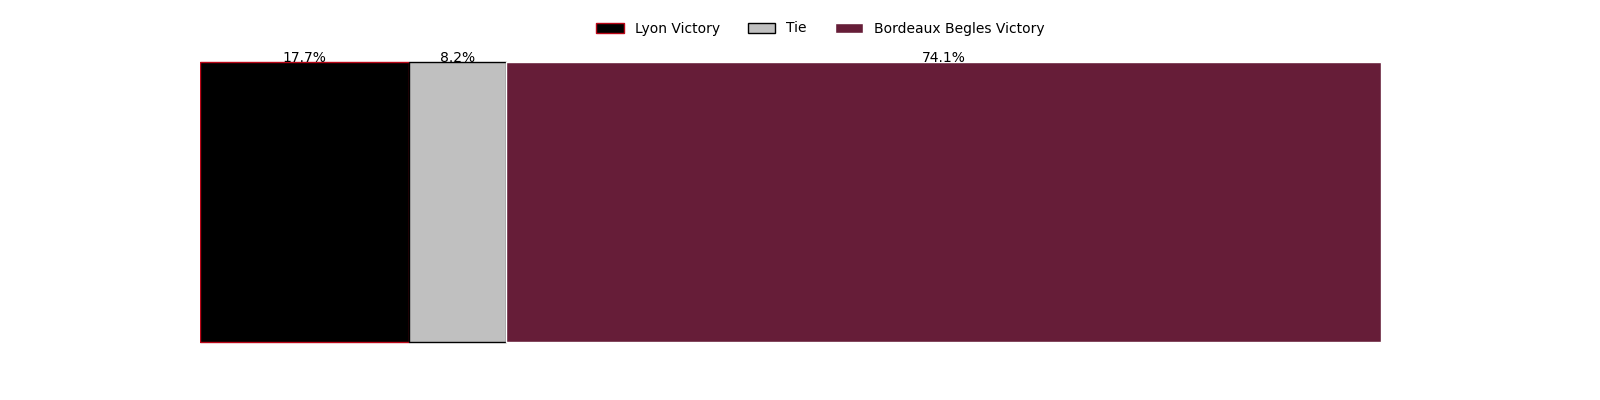 Lyon Victory Tie Bordeaux Begles Victory
17.7% 8.2% 74.1%